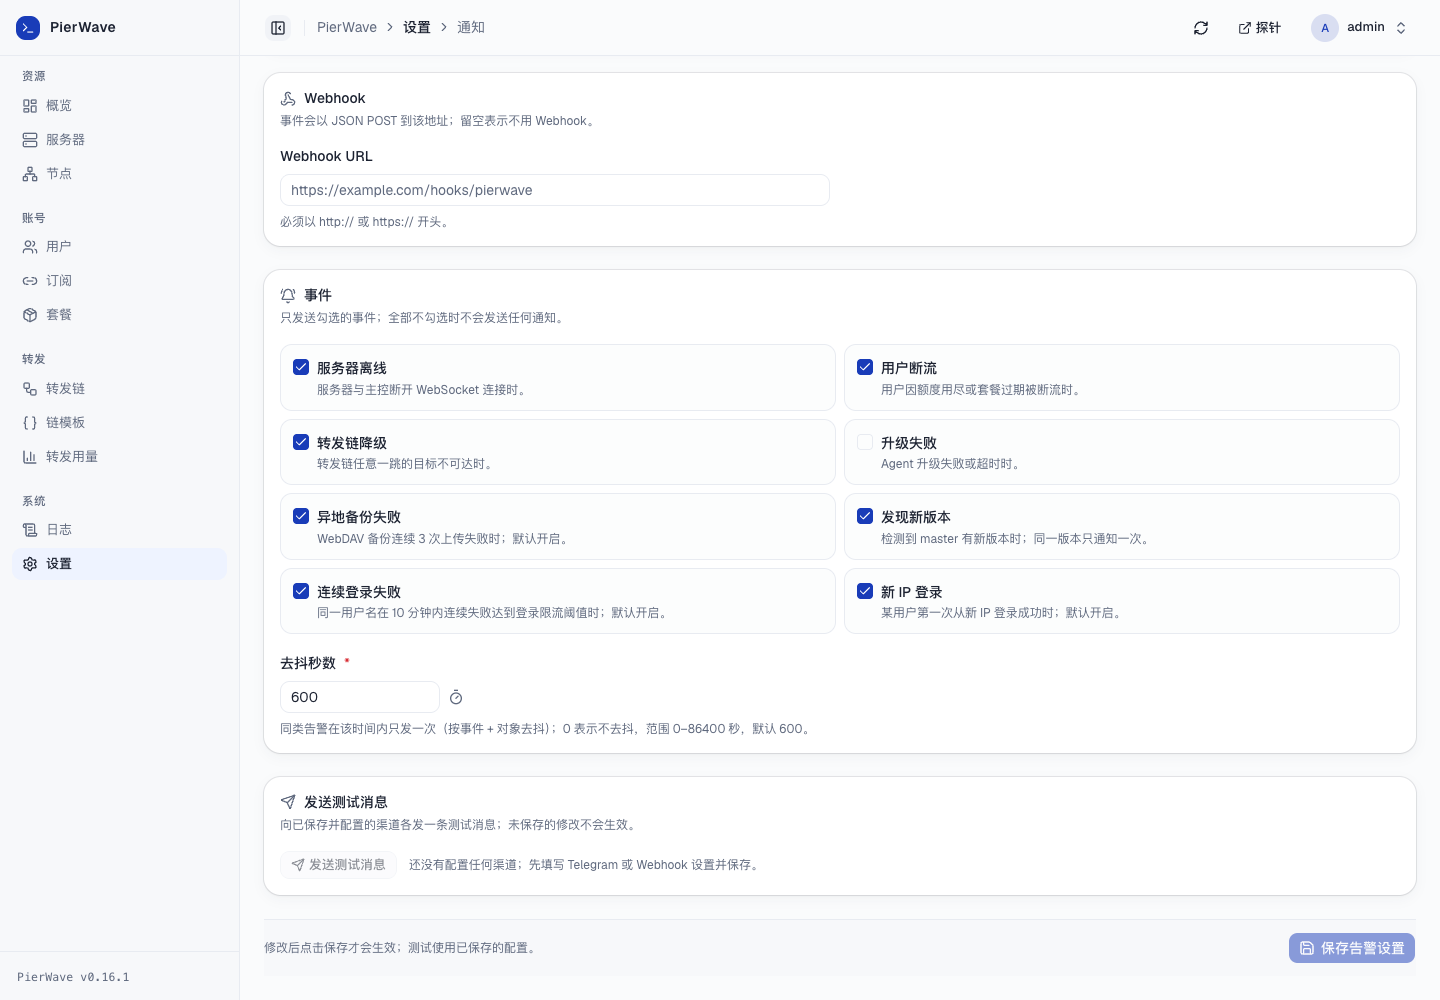 PierWave
PierWave > 设置 > 通知
探针
A
admin
资源
概览
服务器
节点
账号
用户
订阅
套餐
转发
转发链
链模板
转发用量
系统
日志
设置
PierWave v0.16.1
Webhook
事件会以 JSON POST 到该地址；留空表示不用 Webhook。
Webhook URL
https://example.com/hooks/pierwave
必须以 http:// 或 https:// 开头。
事件
只发送勾选的事件；全部不勾选时不会发送任何通知。
服务器离线
服务器与主控断开 WebSocket 连接时。
用户断流
用户因额度用尽或套餐过期被断流时。
转发链降级
转发链任意一跳的目标不可达时。
升级失败
Agent 升级失败或超时时。
异地备份失败
WebDAV 备份连续 3 次上传失败时；默认开启。
发现新版本
检测到 master 有新版本时；同一版本只通知一次。
连续登录失败
同一用户名在 10 分钟内连续失败达到登录限流阈值时；默认开启。
新 IP 登录
某用户第一次从新 IP 登录成功时；默认开启。
去抖秒数 *
600
同类告警在该时间内只发一次（按事件 + 对象去抖）；0 表示不去抖，范围 0–86400 秒，默认 600。
发送测试消息
向已保存并配置的渠道各发一条测试消息；未保存的修改不会生效。
发送测试消息
还没有配置任何渠道；先填写 Telegram 或 Webhook 设置并保存。
修改后点击保存才会生效；测试使用已保存的配置。
保存告警设置